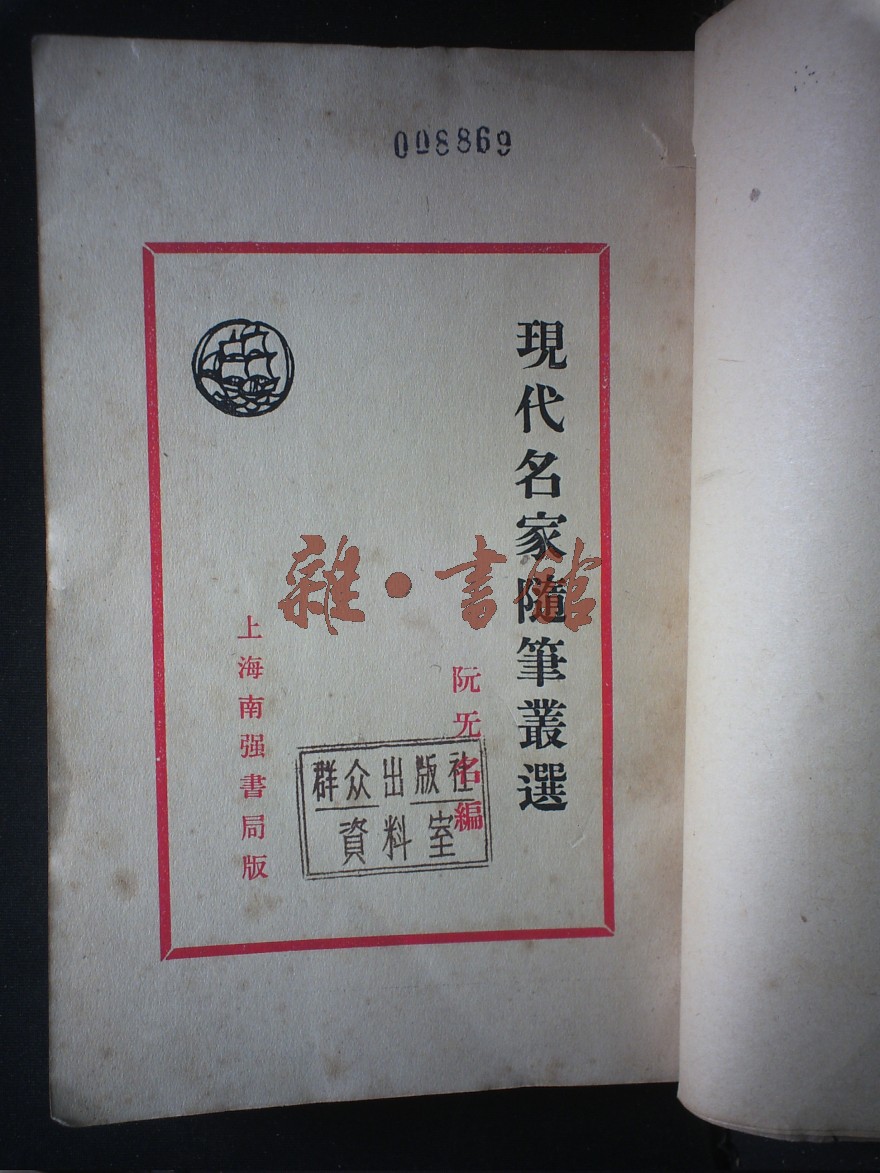 008869
現代名家隨筆叢選
阮旡名編
上海南强書局版
群众出版社
資料室
雜·書館